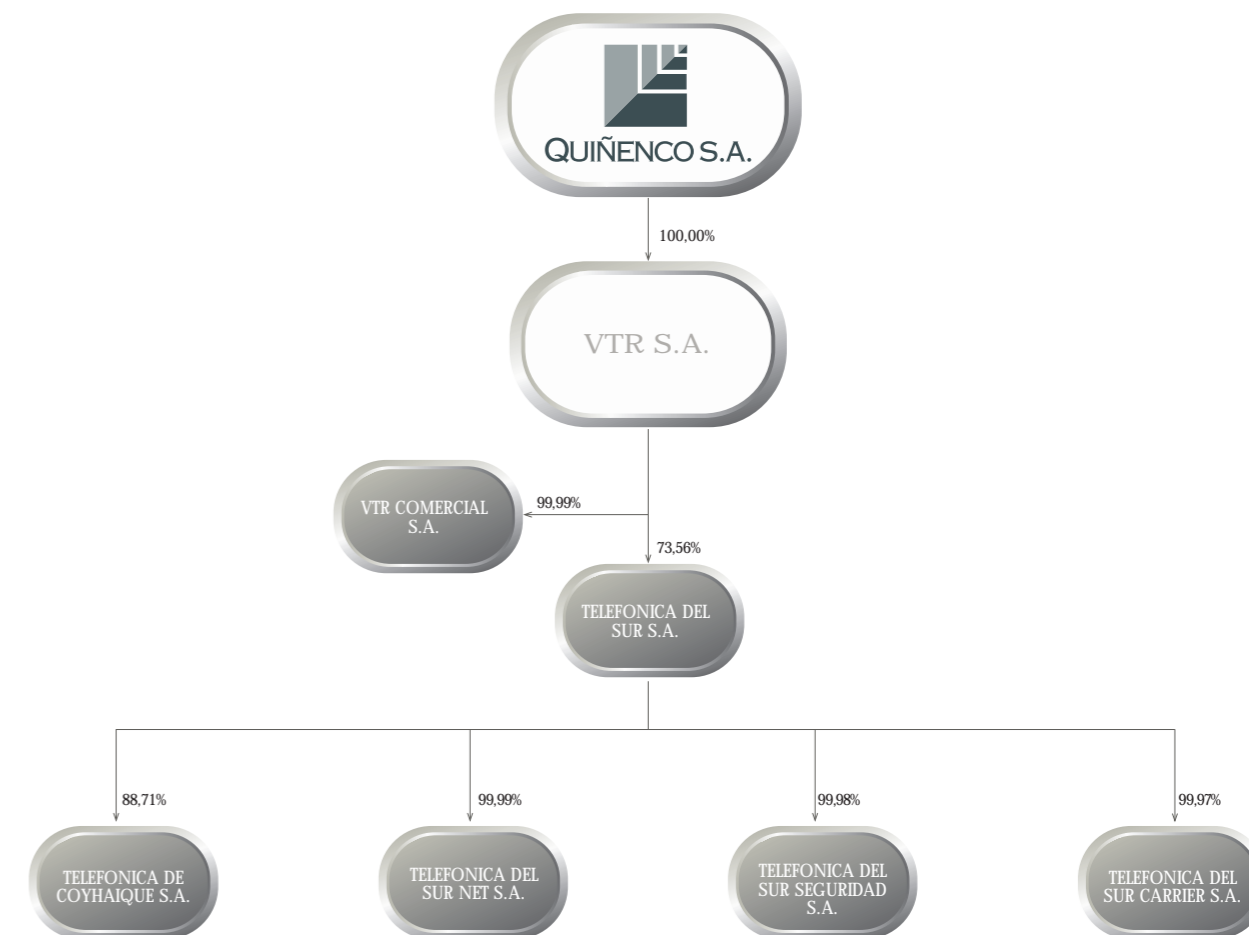 QUIÑENCO S.A.
100,00%
VTR S.A.
99,99%
VTR COMERCIAL
S.A.
73,56%
TELEFONICA DEL
SUR S.A.
88,71%
99,99%
99,98%
99,97%
TELEFONICA DE
COYHAIQUE S.A.
TELEFONICA DEL
SUR NET S.A.
TELEFONICA DEL
SUR SEGURIDAD
S.A.
TELEFONICA DEL
SUR CARRIER S.A.